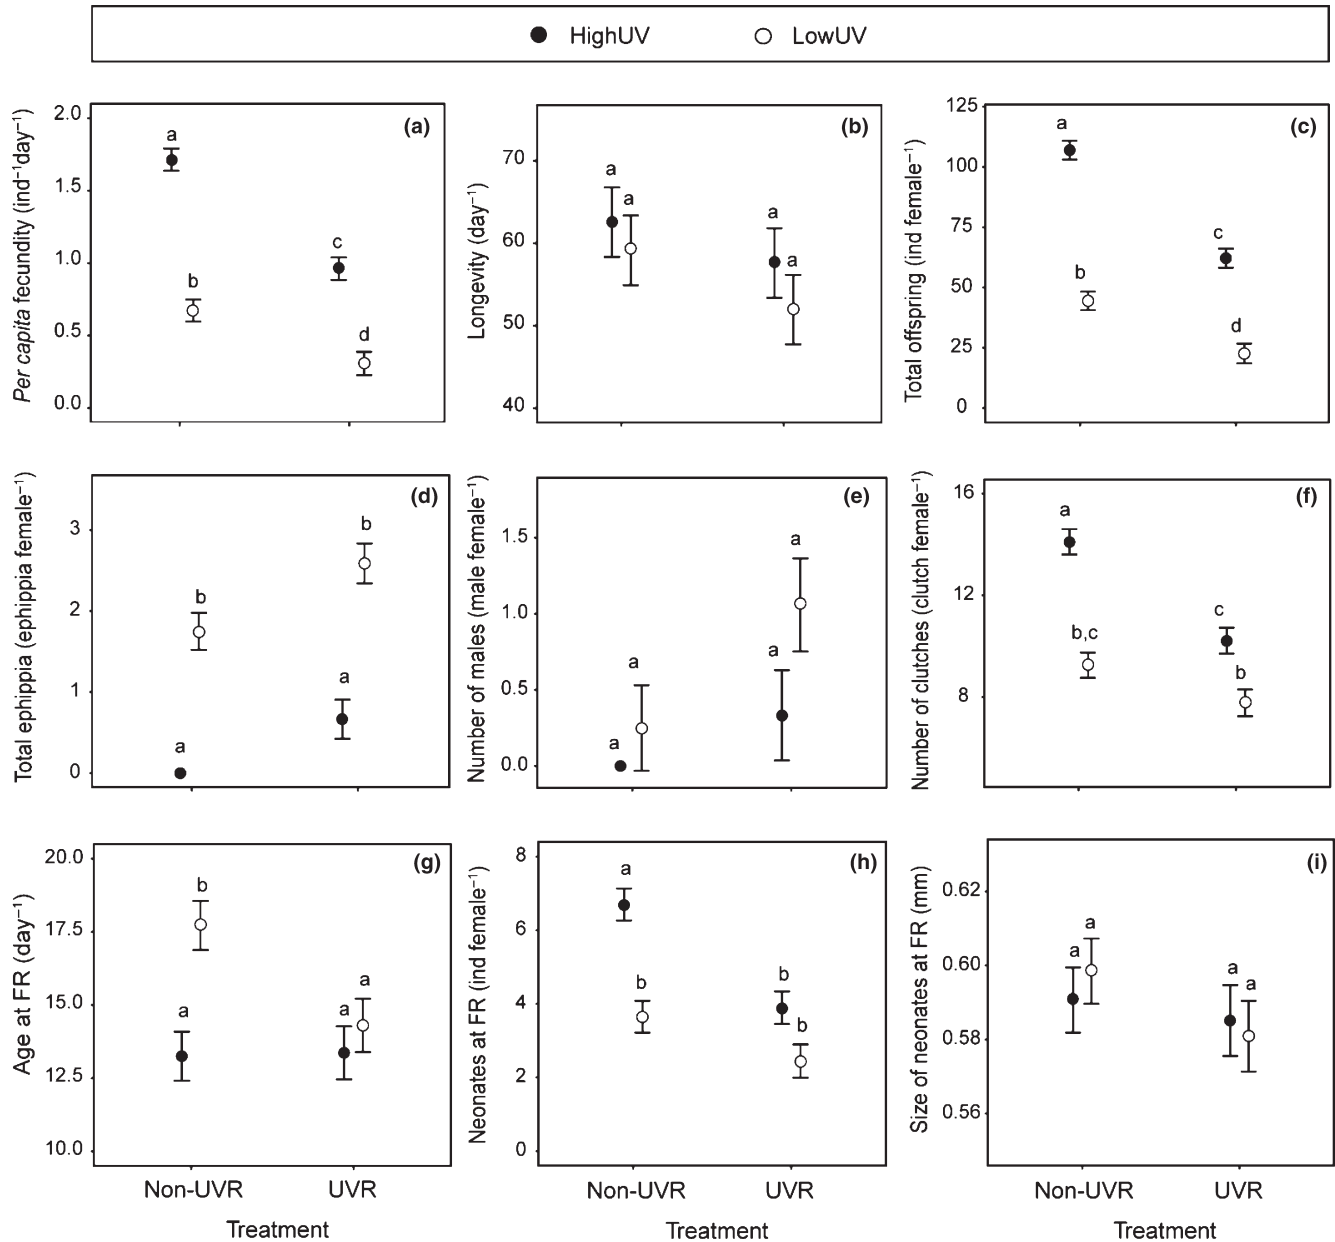 HighUV LowUV
Per capita fecundity (ind⁻¹day⁻¹)
2.0
1.5
1.0
0.5
0.0
(a)
a
b
c
d
Longevity (day⁻¹)
70
60
50
40
(b)
a
a
a
a
Total offspring (ind female⁻¹)
125
100
75
50
25
0
(c)
a
b
c
d
Total ephippia (ephippia female⁻¹)
3
2
1
0
(d)
a
b
a
b
Number of males (male female⁻¹)
1.5
1.0
0.5
0.0
(e)
a
a
a
a
Number of clutches (clutch female⁻¹)
16
12
8
(f)
a
b,c
c
b
Age at FR (day⁻¹)
20.0
17.5
15.0
12.5
10.0
(g)
a
b
a
a
Non-UVR UVR
Treatment
Neonates at FR (ind female⁻¹)
8
6
4
2
0
(h)
a
b
b
b
Non-UVR UVR
Treatment
Size of neonates at FR (mm)
0.62
0.60
0.58
0.56
(i)
a
a
a
a
Non-UVR UVR
Treatment